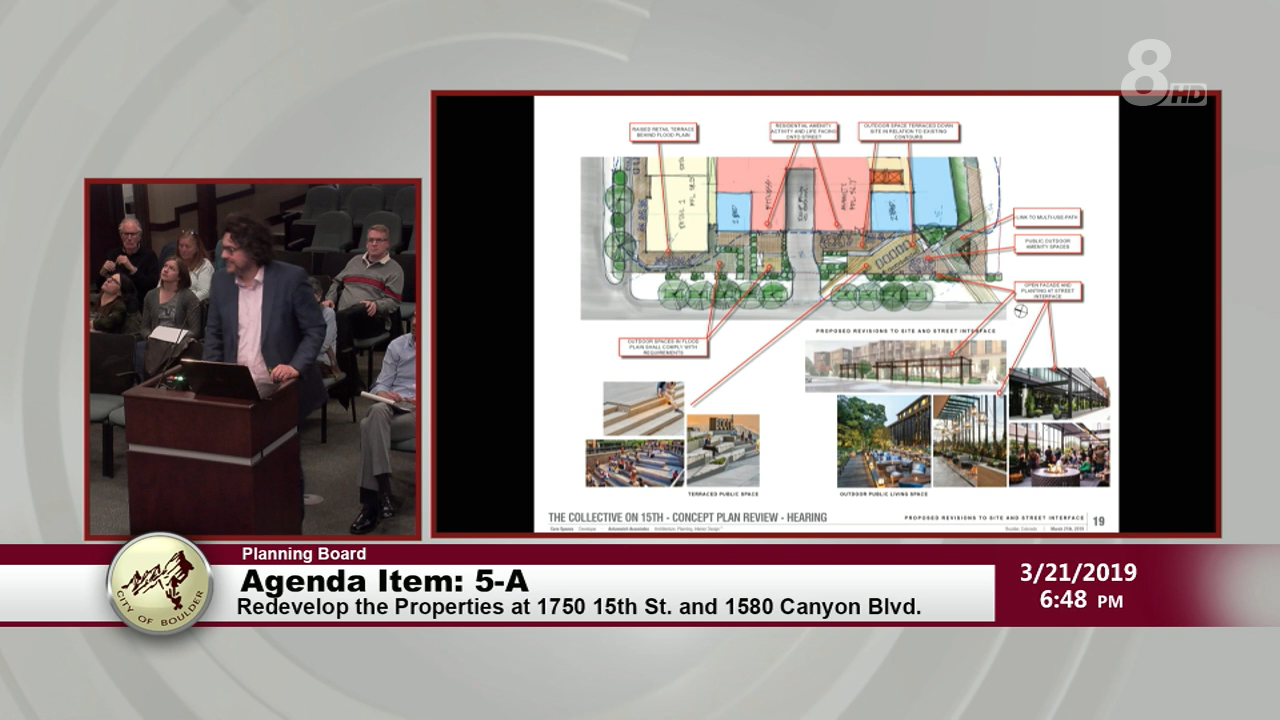 8 HD
RAISED RETAIL TERRACE
BEHIND FLOOD PLAIN
RESIDENTIAL AMENITY
ACTIVITY AND LIFE FACING
ONTO STREET
OUTDOOR SPACE TERRACED DOWN
SITE IN RELATION TO EXISTING
CONTOURS
LINK TO MULTI-USE-PATH
PUBLIC OUTDOOR
AMENITY SPACES
OPEN FACADE AND
PLANTING AT STREET
INTERFACE
OUTDOOR SPACES IN FLOOD
PLAIN SHALL COMPLY WITH
REQUIREMENTS
PROPOSED REVISIONS TO SITE AND STREET INTERFACE
TERRACED PUBLIC SPACE
OUTDOOR PUBLIC LIVING SPACE
THE COLLECTIVE ON 15TH - CONCEPT PLAN REVIEW - HEARING
PROPOSED REVISIONS TO SITE AND STREET INTERFACE
19
Planning Board
Agenda Item: 5-A
Redevelop the Properties at 1750 15th St. and 1580 Canyon Blvd.
CITY OF BOULDER
3/21/2019
6:48 PM